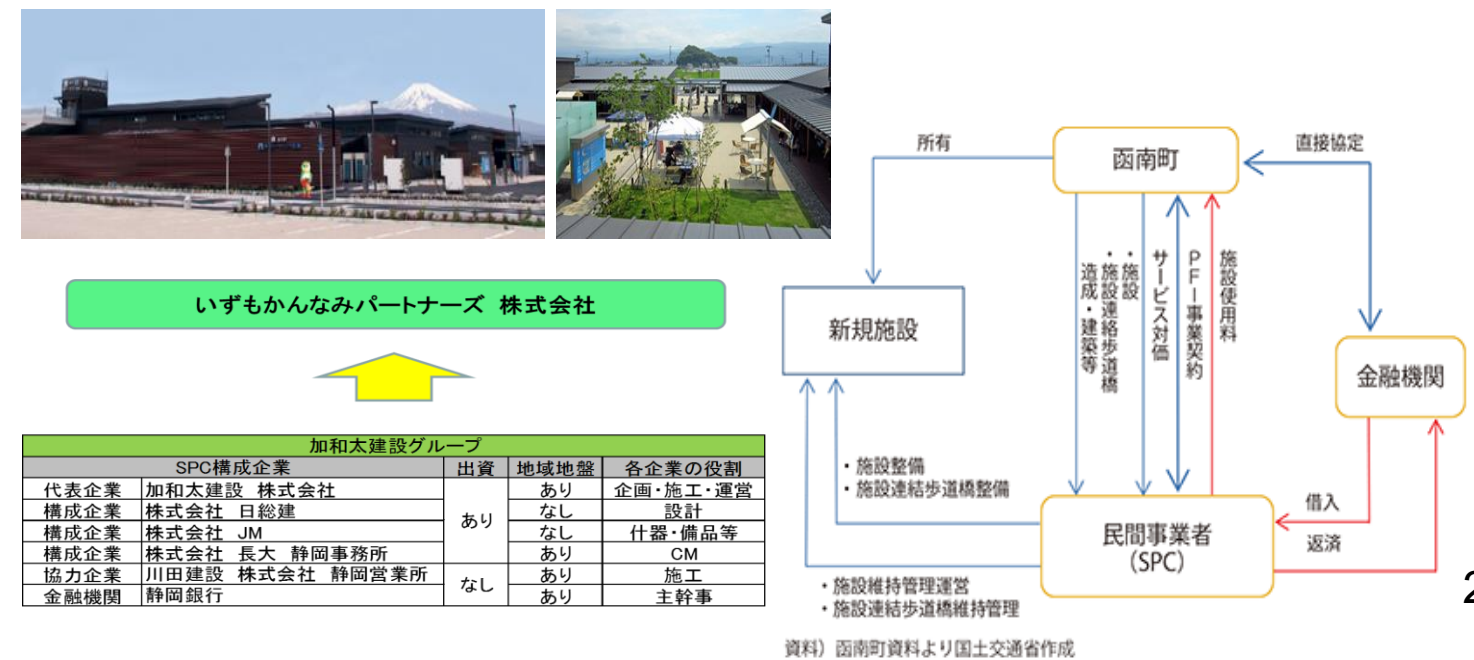 いずもかんなみパートナーズ 株式会社
加和太建設グループ
SPC構成企業 出資 地域地盤 各企業の役割
代表企業 加和太建設 株式会社 あり あり 企画・施工・運営
構成企業 株式会社 日総建 なし 設計
構成企業 株式会社 JM なし 什器・備品等
構成企業 株式会社 長大 静岡事務所 あり CM
協力企業 川田建設 株式会社 静岡営業所 なし あり 施工
金融機関 静岡銀行 あり 主幹事
所有
函南町
直接協定
新規施設
造成・建築等
・施設連絡歩道橋
・施設
サービス対価
PFI事業契約
施設使用料
金融機関
・施設整備
・施設連結歩道橋整備
借入
返済
民間事業者
(SPC)
・施設維持管理運営
・施設連結歩道橋維持管理
資料）函南町資料より国土交通省作成
2